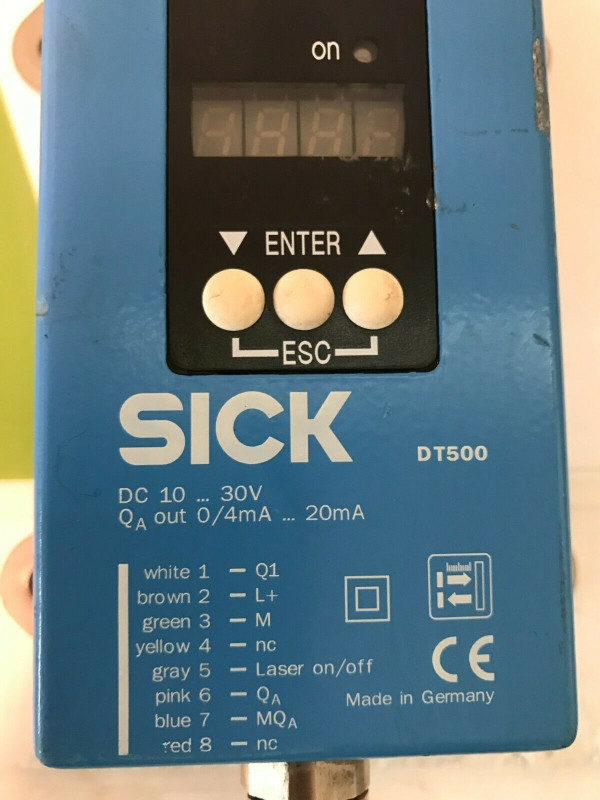 on
▼ ENTER ▲
ESC
SICK
DT500
DC 10 ... 30V
QA out 0/4mA ... 20mA
white 1 – Q1
brown 2 – L+
green 3 – M
yellow 4 – nc
gray 5 – Laser on/off
pink 6 – QA
blue 7 – MQA
red 8 – nc
CE
Made in Germany